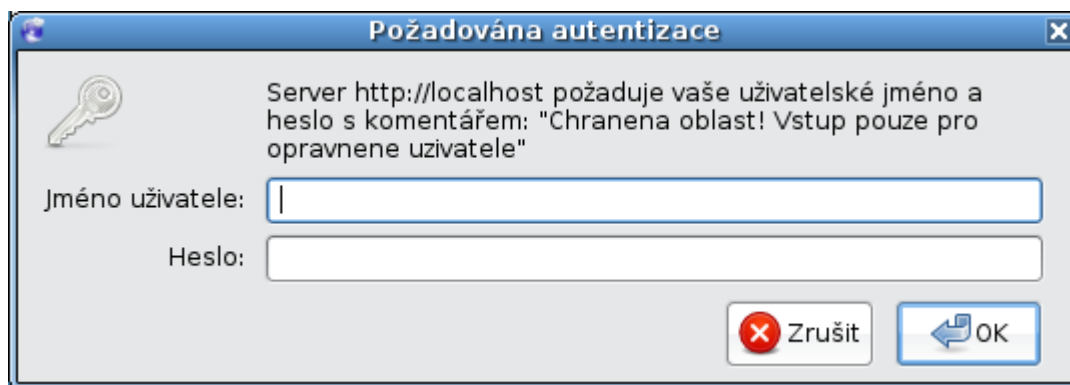 Požadována autentizace
Server http://localhost požaduje vaše uživatelské jméno a
heslo s komentářem: "Chranena oblast! Vstup pouze pro
opravnene uzivatele"
Jméno uživatele:
Heslo:
Zrušit
OK